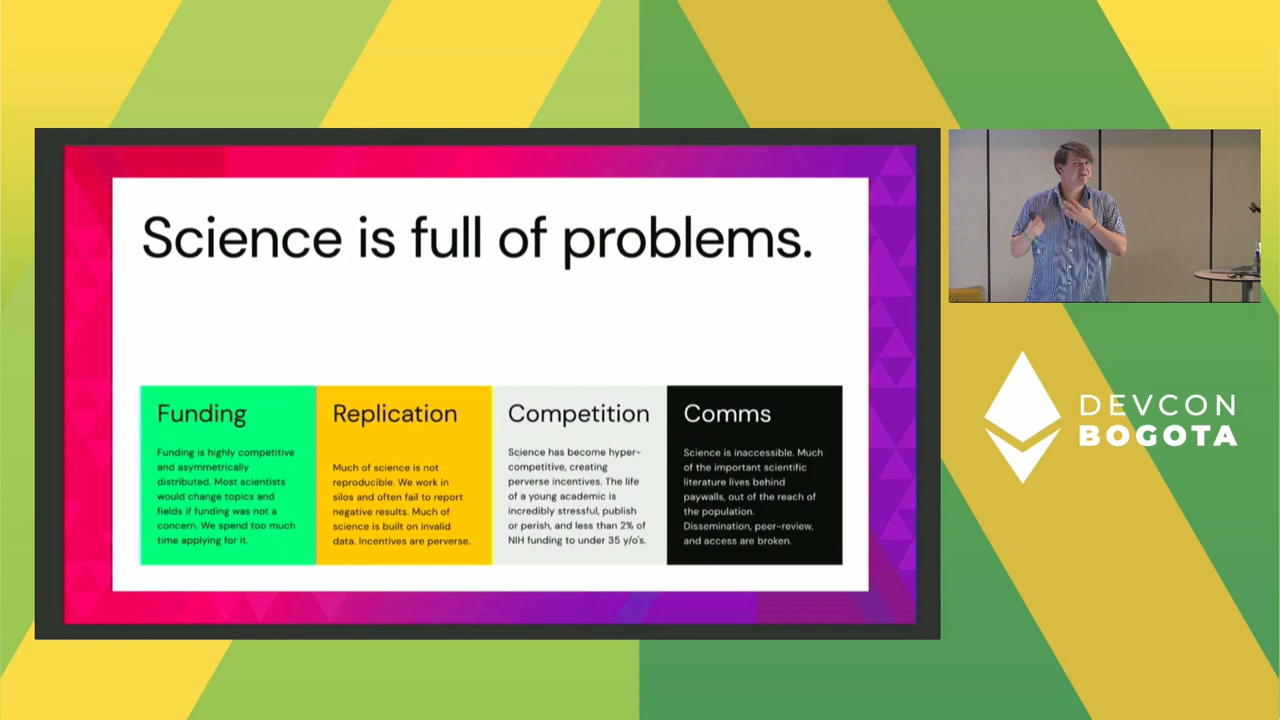 Science is full of problems.
Funding
Funding is highly competitive
and asymmetrically
distributed. Most scientists
would change topics and
fields if funding was not a
concern. We spend too much
time applying for it.
Replication
Much of science is not
reproducible. We work in
silos and often fail to report
negative results. Much of
science is built on invalid
data. Incentives are perverse.
Competition
Science has become hyper-
competitive, creating
perverse incentives. The life
of a young academic is
incredibly stressful, publish
or perish, and less than 2% of
NIH funding to under 35 y/o's.
Comms
Science is inaccessible. Much
of the important scientific
literature lives behind
paywalls, out of the reach of
the population.
Dissemination, peer-review,
and access are broken.
DEVCON
BOGOTA